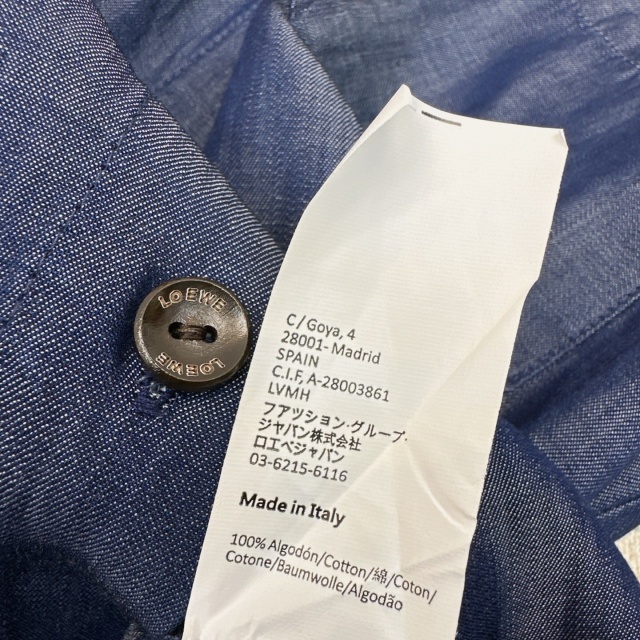 LOEWE
LOEWE
C/ Goya, 4
28001- Madrid
SPAIN
C.I.F, A-28003861
LVMH
ファッション·グループ·
ジャパン株式会社
ロエベジャパン
03-6215-6116
Made in Italy
100% Algodón/Cotton/綿/Coton/
Cotone/Baumwolle/Algodão